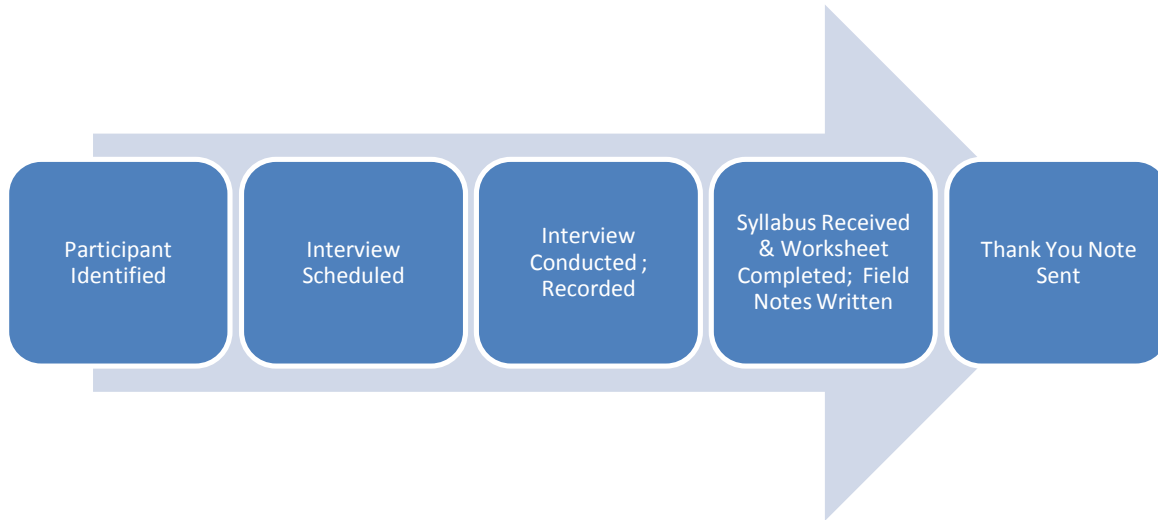 Participant
Identified
Interview
Scheduled
Interview
Conducted ;
Recorded
Syllabus Received
& Worksheet
Completed;  Field
Notes Written
Thank You Note
Sent